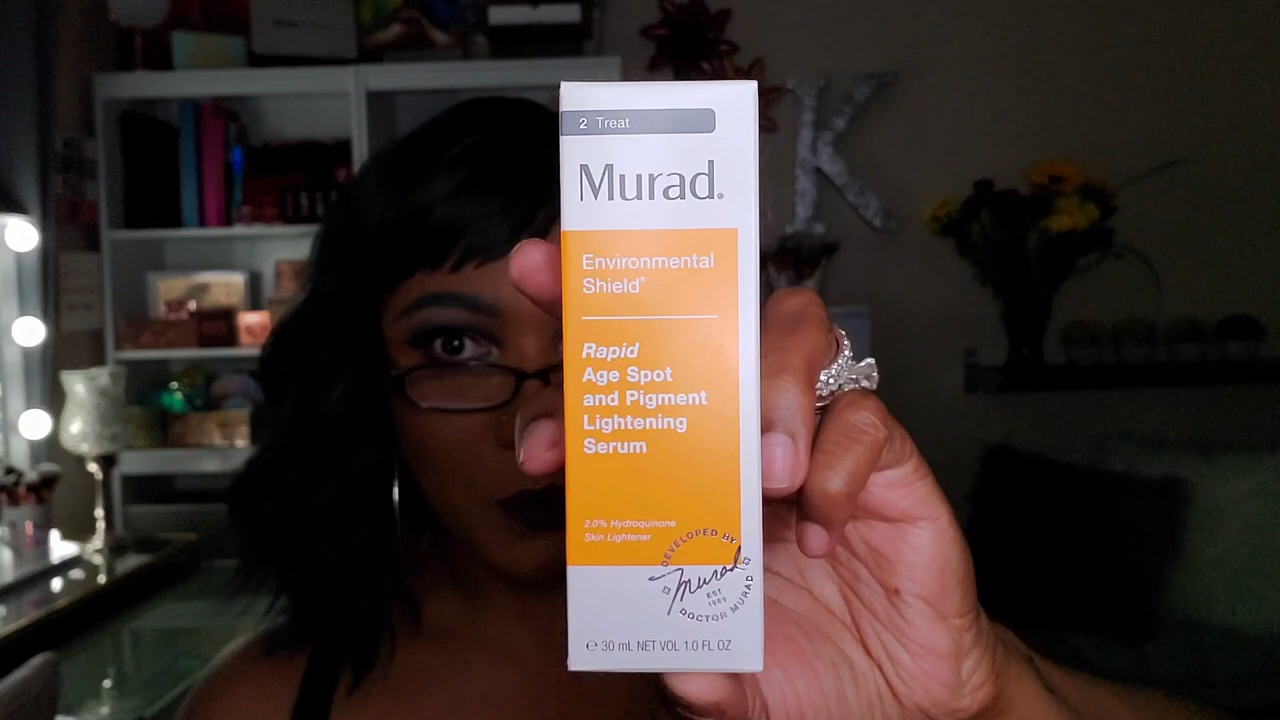 2 Treat
Murad®
Environmental
Shield®
Rapid
Age Spot
and Pigment
Lightening
Serum
2.0% Hydroquinone
Skin Lightener
DEVELOPED BY
Murad
EST
1989
DOCTOR MURAD
℮ 30 mL NET VOL 1.0 FL OZ
K